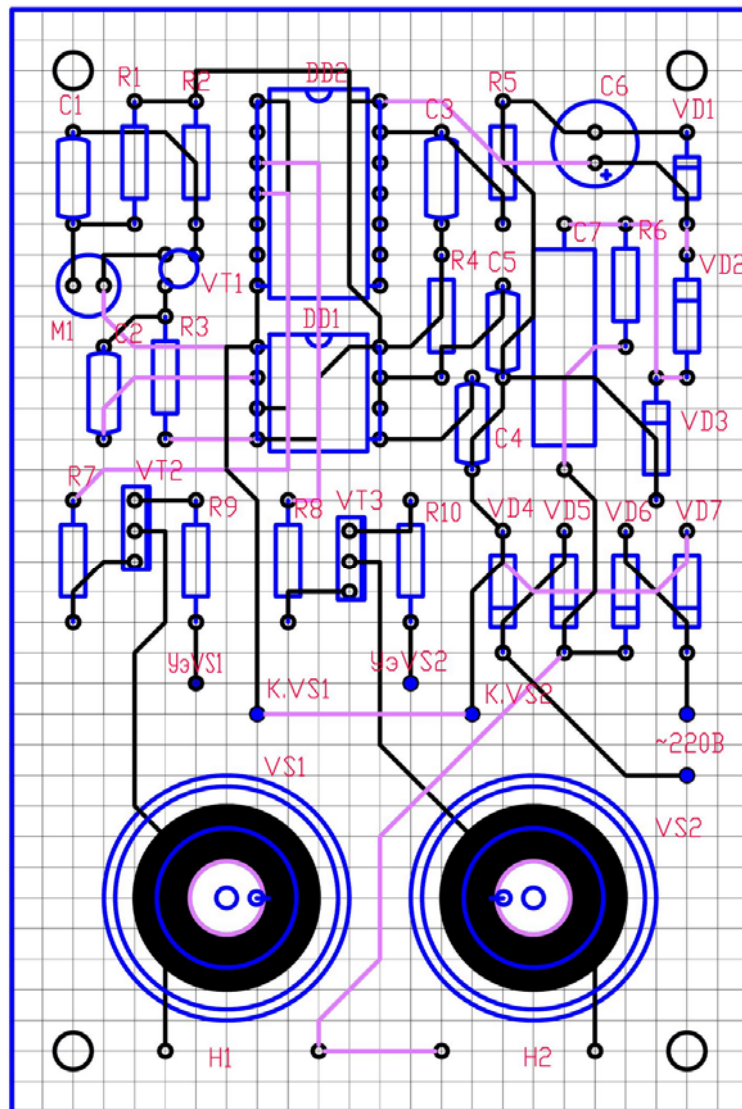 R1 R2 DD2 R5 C6
C1 C3 VD1
+
C7 R6
VT1 R4 C5 VD2
M1 C2 R3 DD1
C4 VD3
R7 VT2 R9 R8 VT3 R10 VD4 VD5 VD6 VD7
УэVS1 УэVS2
К.VS1 К.VS2
~220В
VS1
VS2
H1 H2